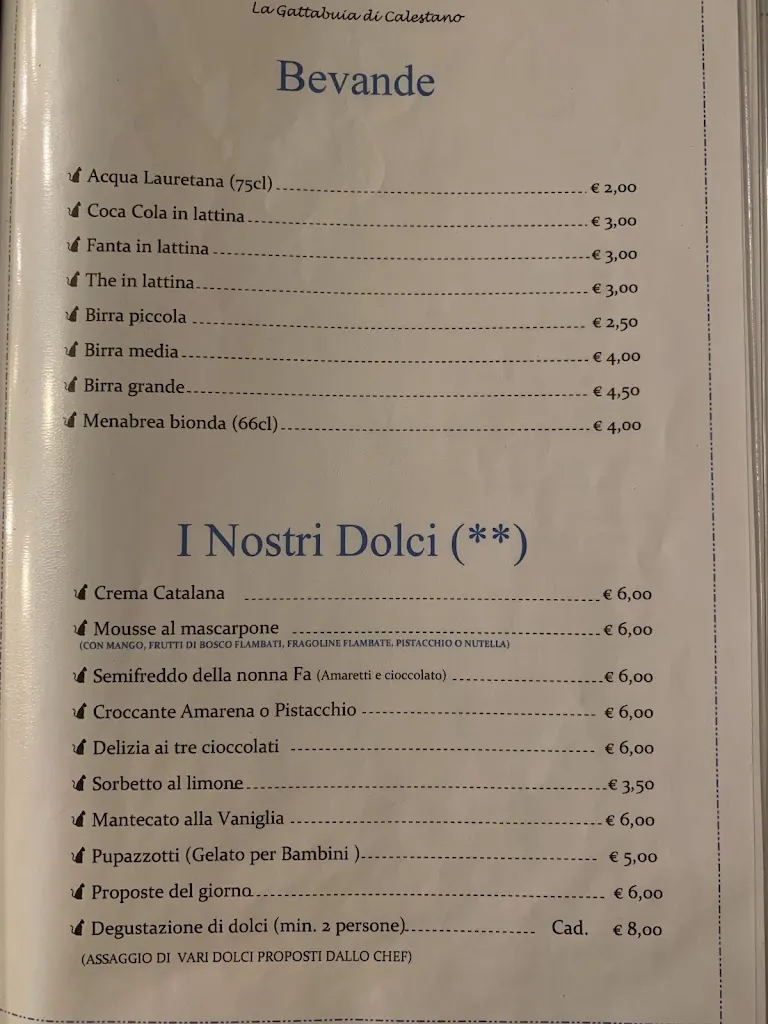 La Gattabuia di Calestano
Bevande
Acqua Lauretana (75cl) € 2,00
Coca Cola in lattina € 3,00
Fanta in lattina € 3,00
The in lattina € 3,00
Birra piccola € 2,50
Birra media € 4,00
Birra grande € 4,50
Menabrea bionda (66cl) € 4,00
I Nostri Dolci (**)
Crema Catalana € 6,00
Mousse al mascarpone € 6,00
(CON MANGO, FRUTTI DI BOSCO FLAMBATI, FRAGOLINE FLAMBATE, PISTACCHIO O NUTELLA)
Semifreddo della nonna Fa (Amaretti e cioccolato) € 6,00
Croccante Amarena o Pistacchio € 6,00
Delizia ai tre cioccolati € 6,00
Sorbetto al limone € 3,50
Mantecato alla Vaniglia € 6,00
Pupazzotti (Gelato per Bambini ) € 5,00
Proposte del giorno € 6,00
Degustazione di dolci (min. 2 persone) Cad. € 8,00
(ASSAGGIO DI VARI DOLCI PROPOSTI DALLO CHEF)